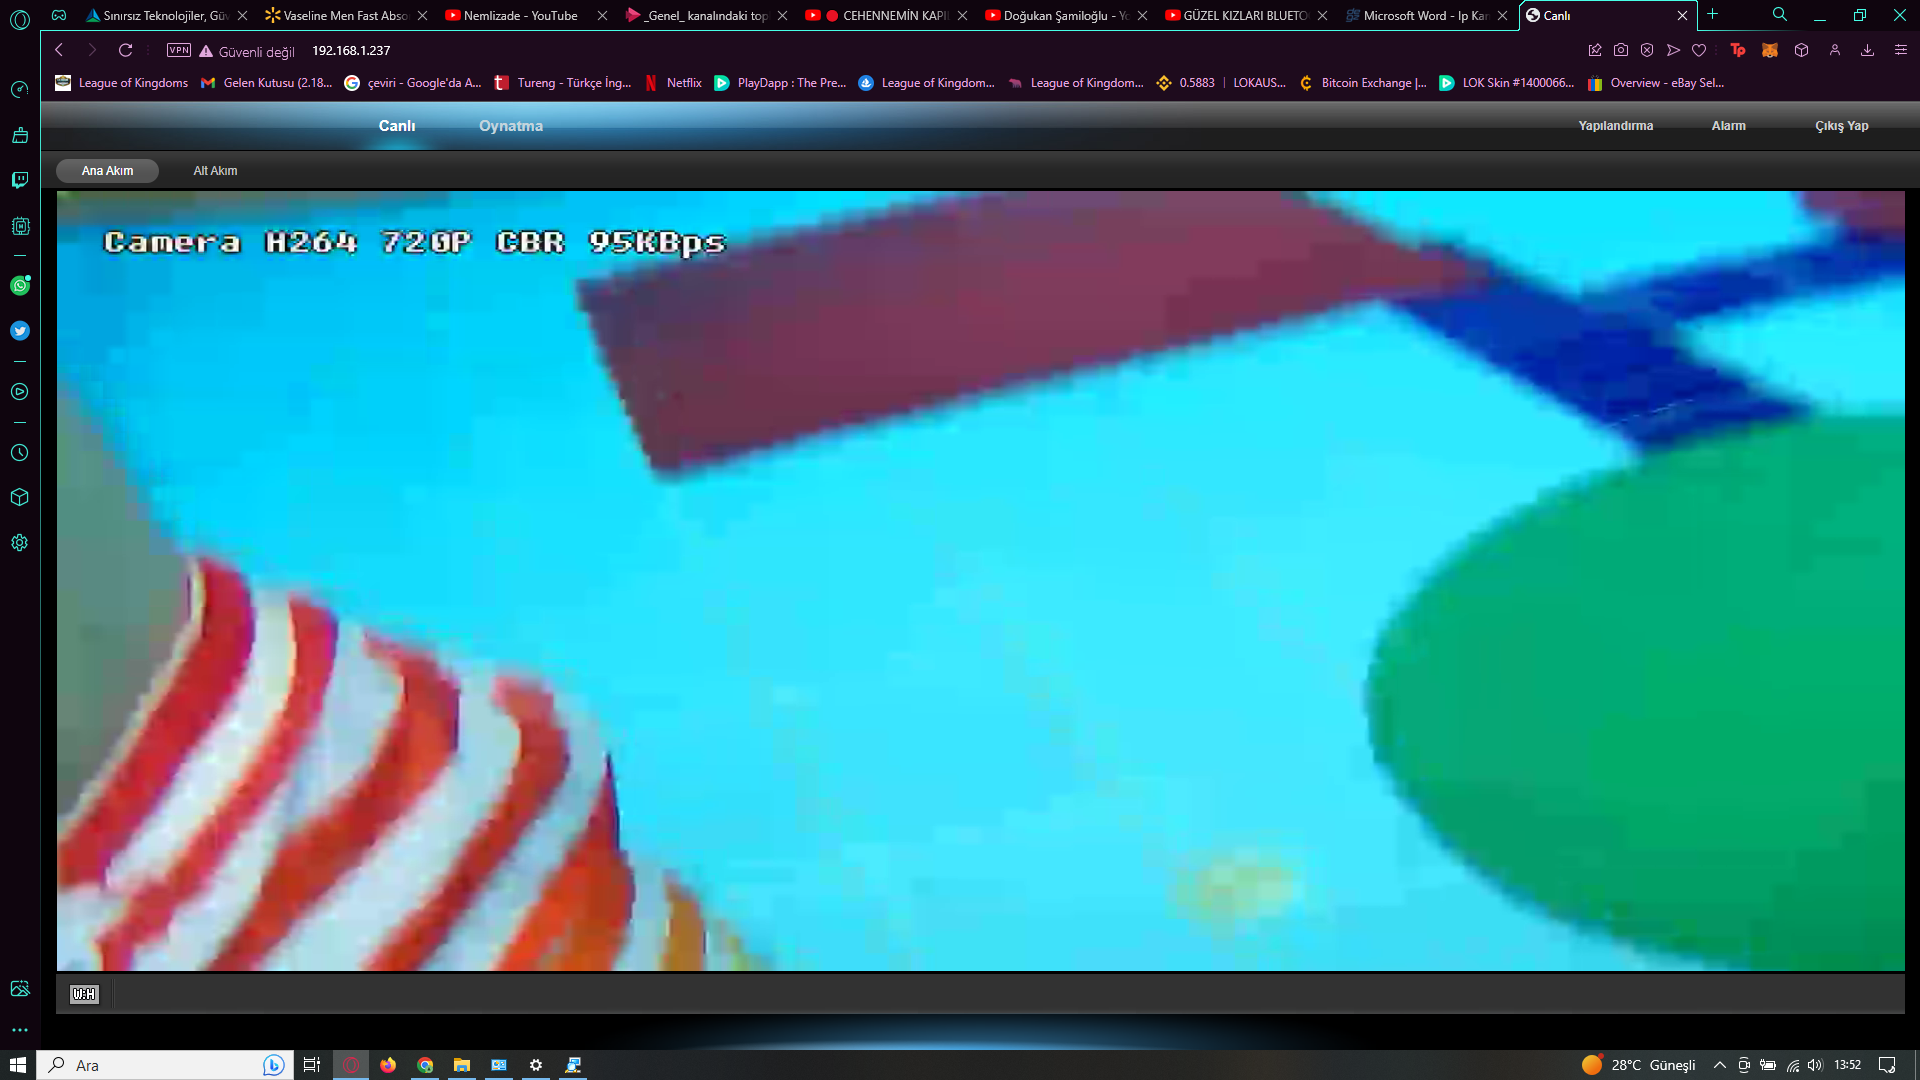 Sınırsız Teknolojiler, Güv
Vaseline Men Fast Abso
Nemlizade - YouTube
_Genel_ kanalındaki top
CEHENNEMİN KAPI
Doğukan Şamiloğlu - Yo
GÜZEL KIZLARI BLUETO
Microsoft Word - Ip Kan
Canlı
VPN
Güvenli değil
192.168.1.237
League of Kingdoms
Gelen Kutusu (2.18...
çeviri - Google'da A...
Tureng - Türkçe İng...
Netflix
PlayDapp : The Pre...
League of Kingdom...
League of Kingdom...
0.5883 | LOKAUS...
Bitcoin Exchange |...
LOK Skin #1400066...
Overview - eBay Sel...
Canlı
Oynatma
Yapılandırma
Alarm
Çıkış Yap
Ana Akım
Alt Akım
Camera H264 720P CBR 95KBps
W:H
Ara
28°C Güneşli
13:52